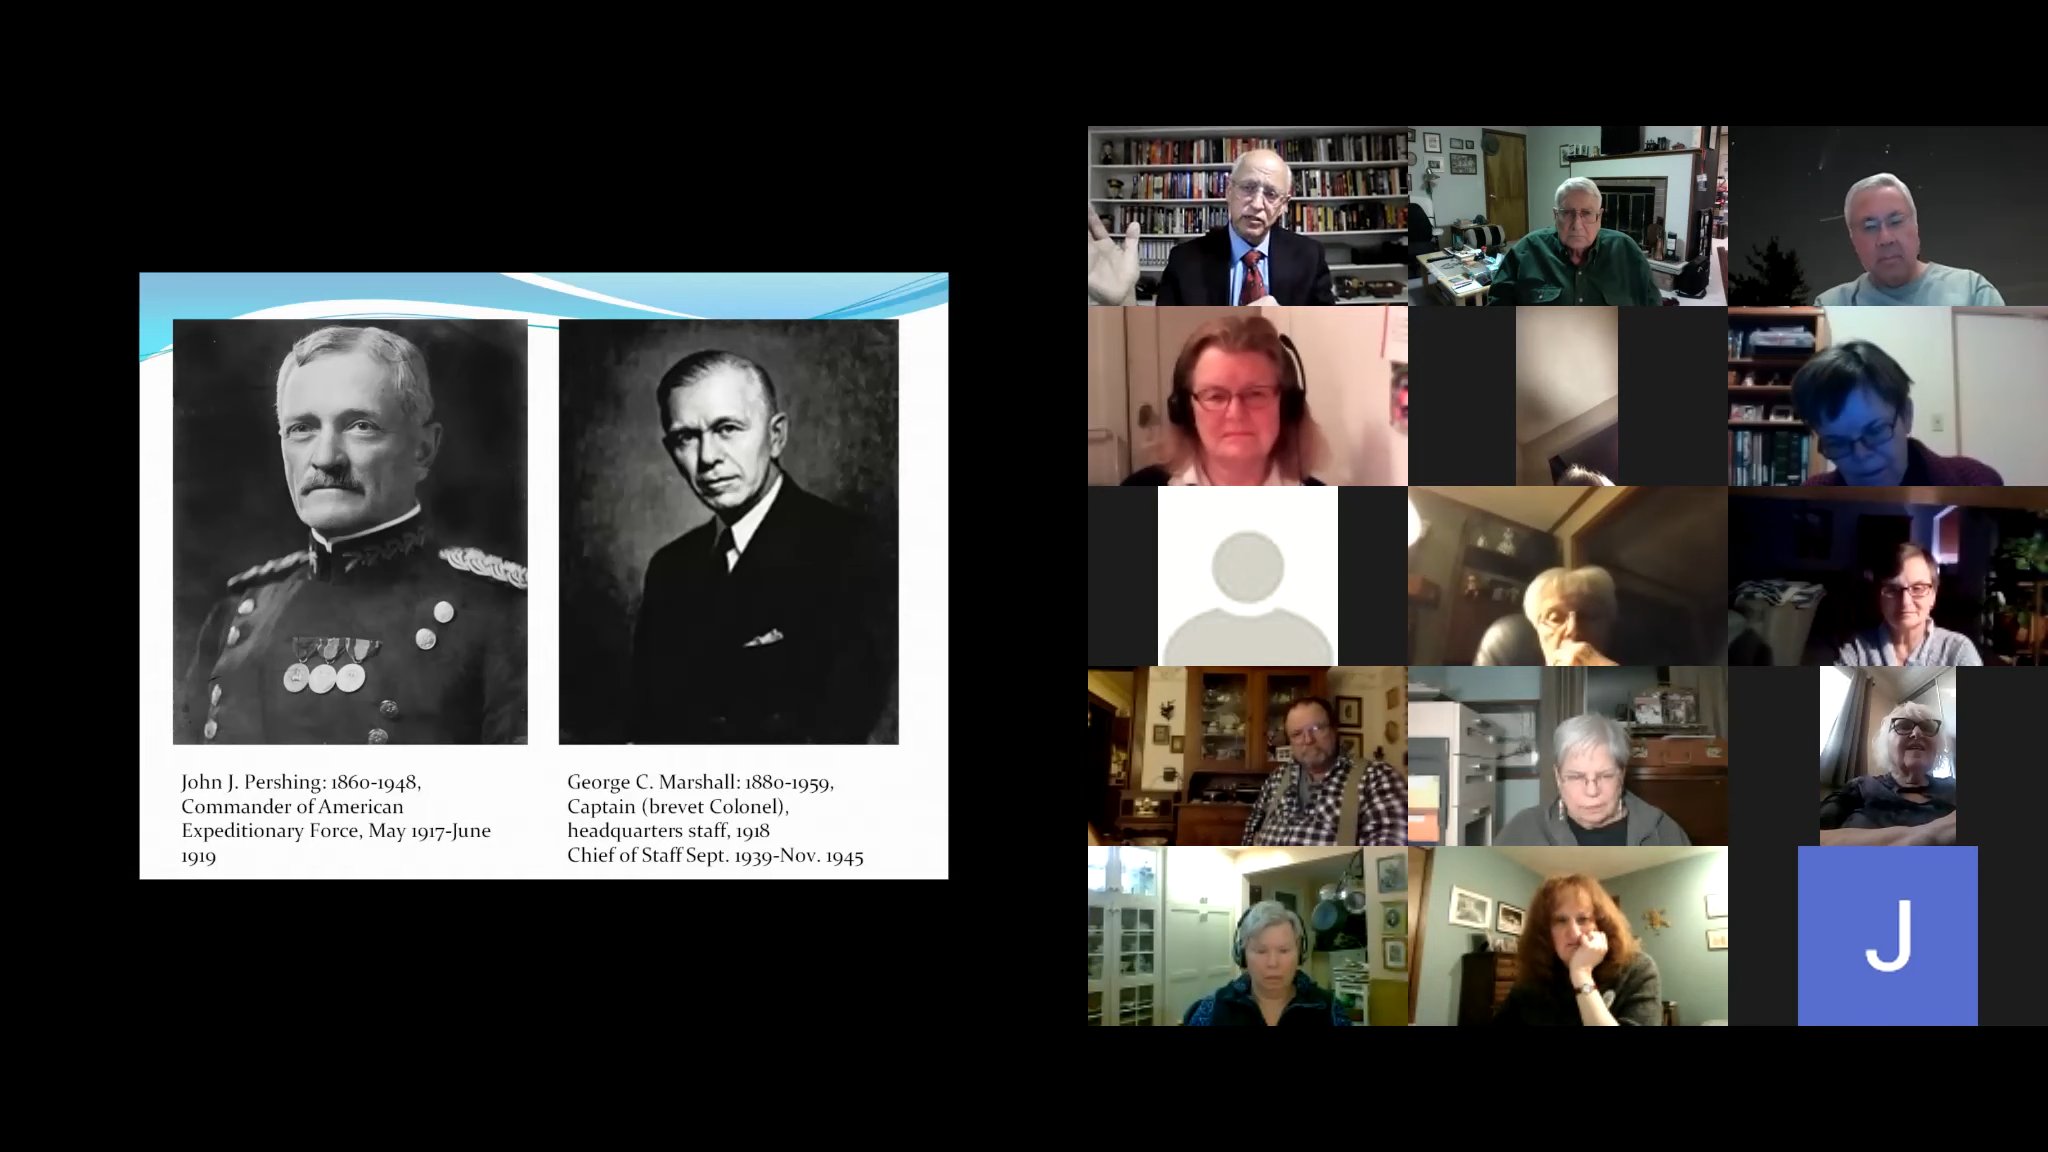 John J. Pershing: 1860-1948,
Commander of American
Expeditionary Force, May 1917-June
1919
George C. Marshall: 1880-1959,
Captain (brevet Colonel),
headquarters staff, 1918
Chief of Staff Sept. 1939-Nov. 1945
J